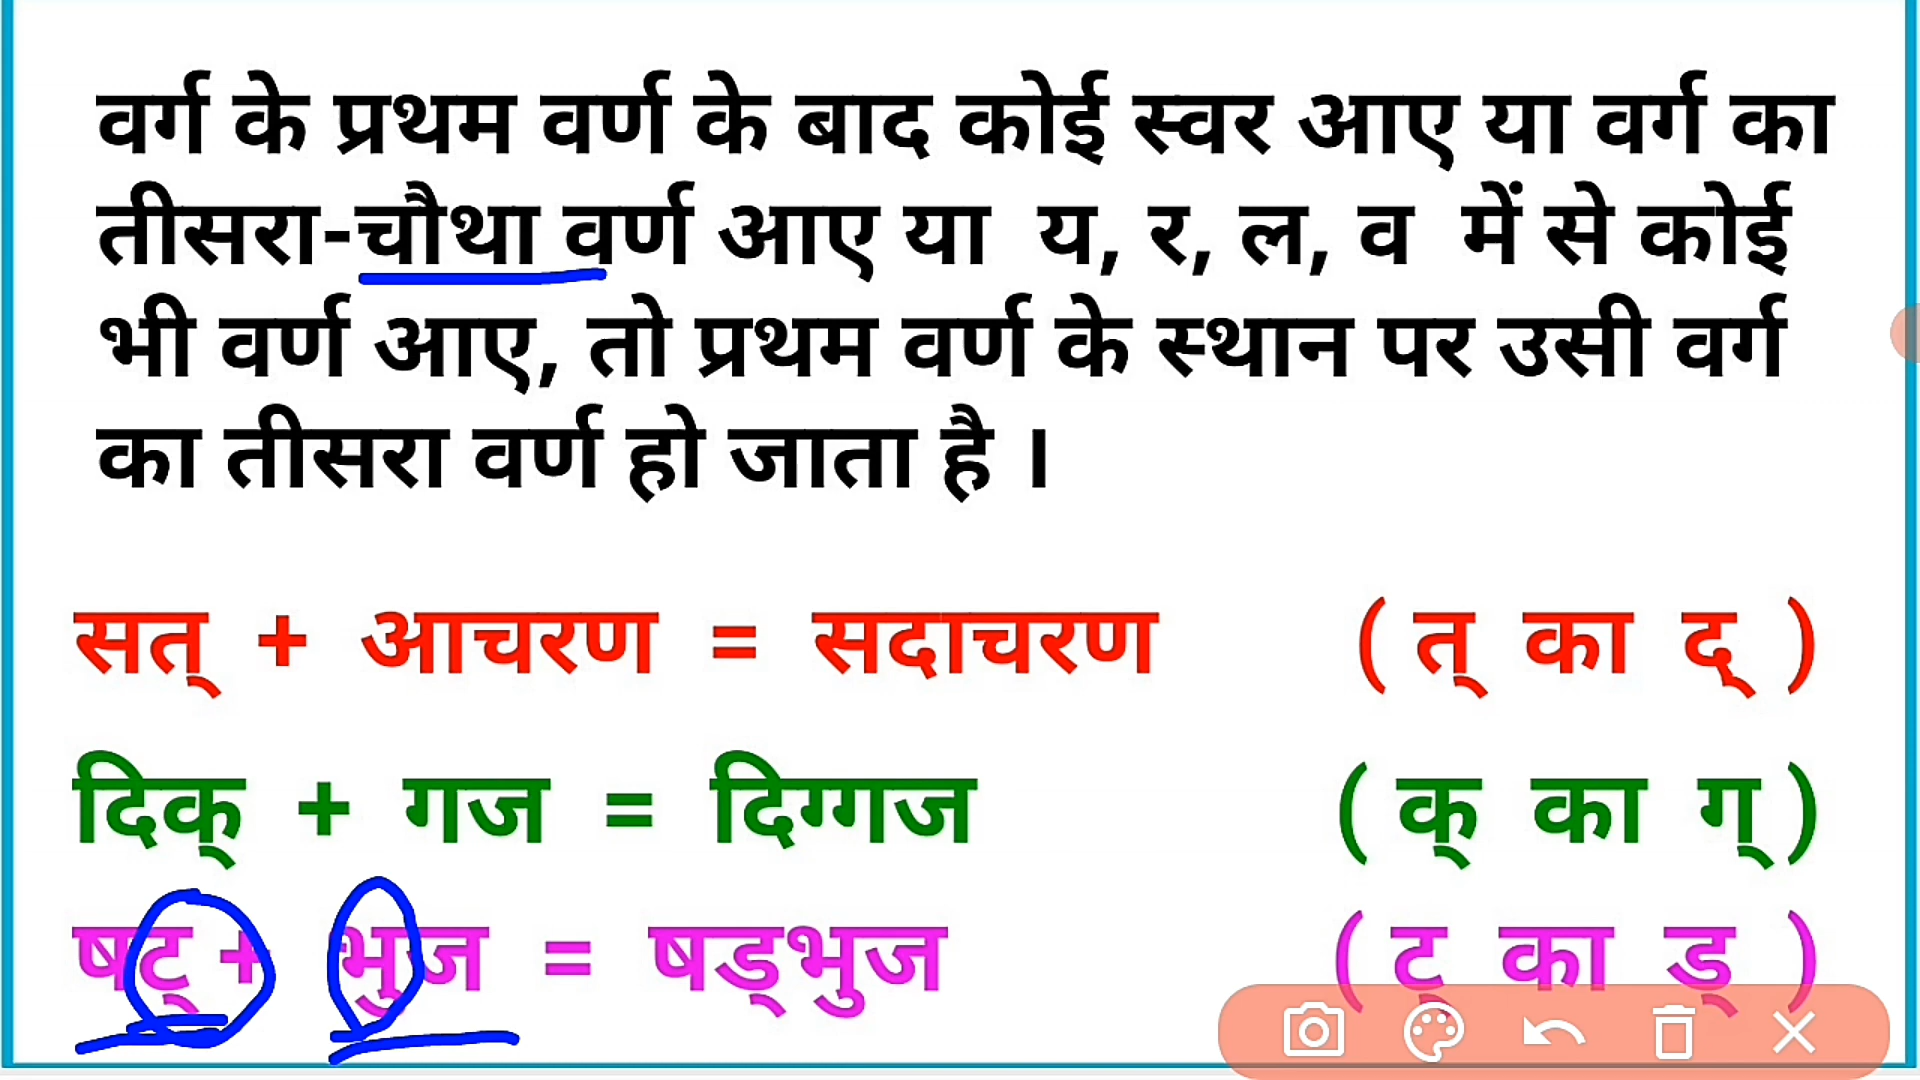 वर्ग के प्रथम वर्ण के बाद कोई स्वर आए या वर्ग का
तीसरा-चौथा वर्ण आए या य, र, ल, व में से कोई
भी वर्ण आए, तो प्रथम वर्ण के स्थान पर उसी वर्ग
का तीसरा वर्ण हो जाता है ।
सत् + आचरण = सदाचरण ( त् का द् )
दिक् + गज = दिग्गज ( क् का ग् )
षट् + भुज = षड्भुज ( ट् का ड् )